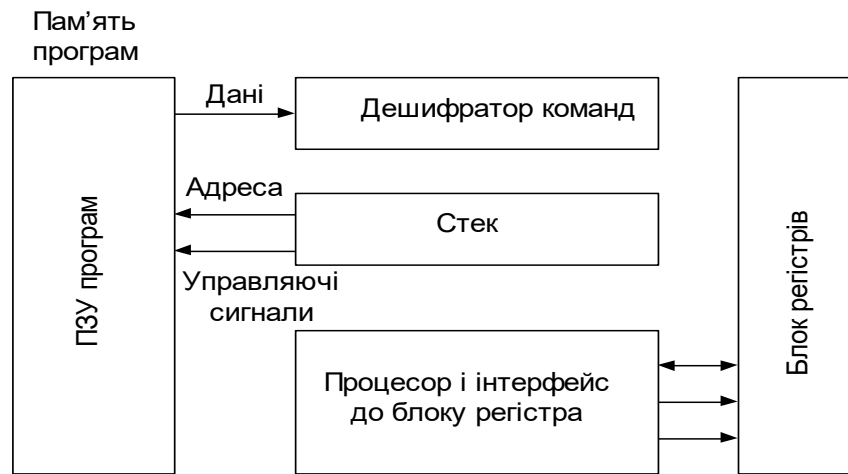 Пам’ять
програм
Дані
Дешифратор команд
Адреса
Стек
Управляючі
сигнали
ПЗУ програм
Процесор і інтерфейс
до блоку регістра
Блок регістрів